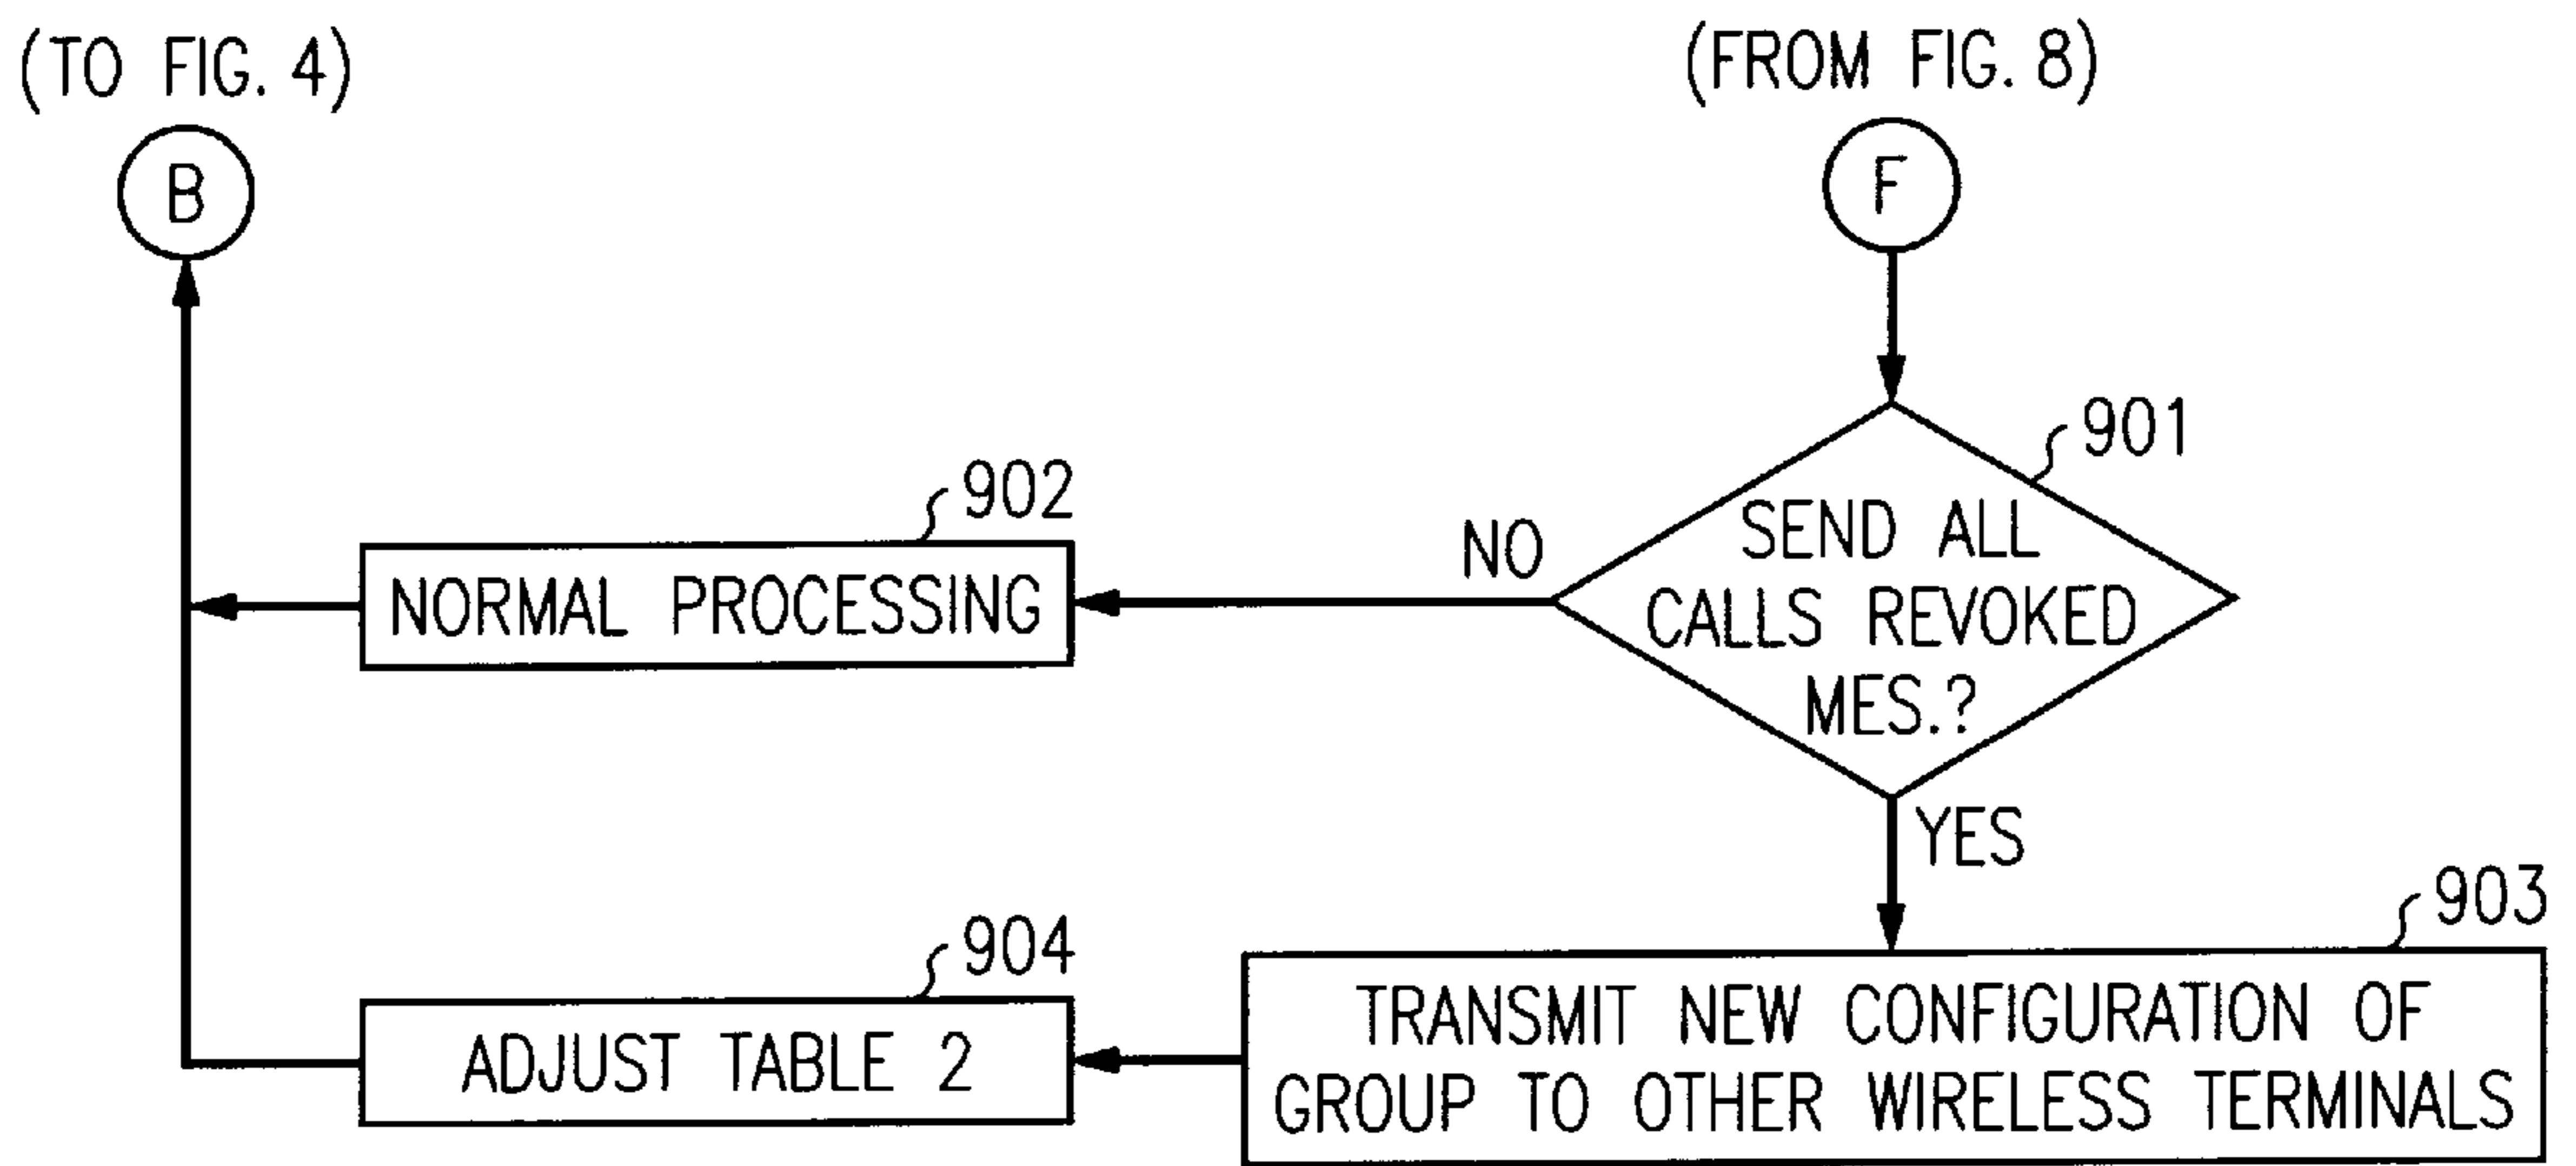 (TO FIG. 4)
(FROM FIG. 8)
B
F
901
SEND ALL
CALLS REVOKED
MES.?
NO
902
NORMAL PROCESSING
YES
903
TRANSMIT NEW CONFIGURATION OF
GROUP TO OTHER WIRELESS TERMINALS
904
ADJUST TABLE 2